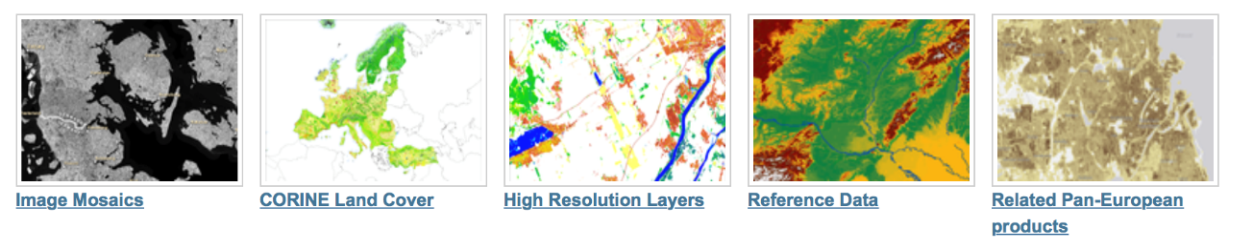 Image Mosaics
CORINE Land Cover
High Resolution Layers
Reference Data
Related Pan-European
products